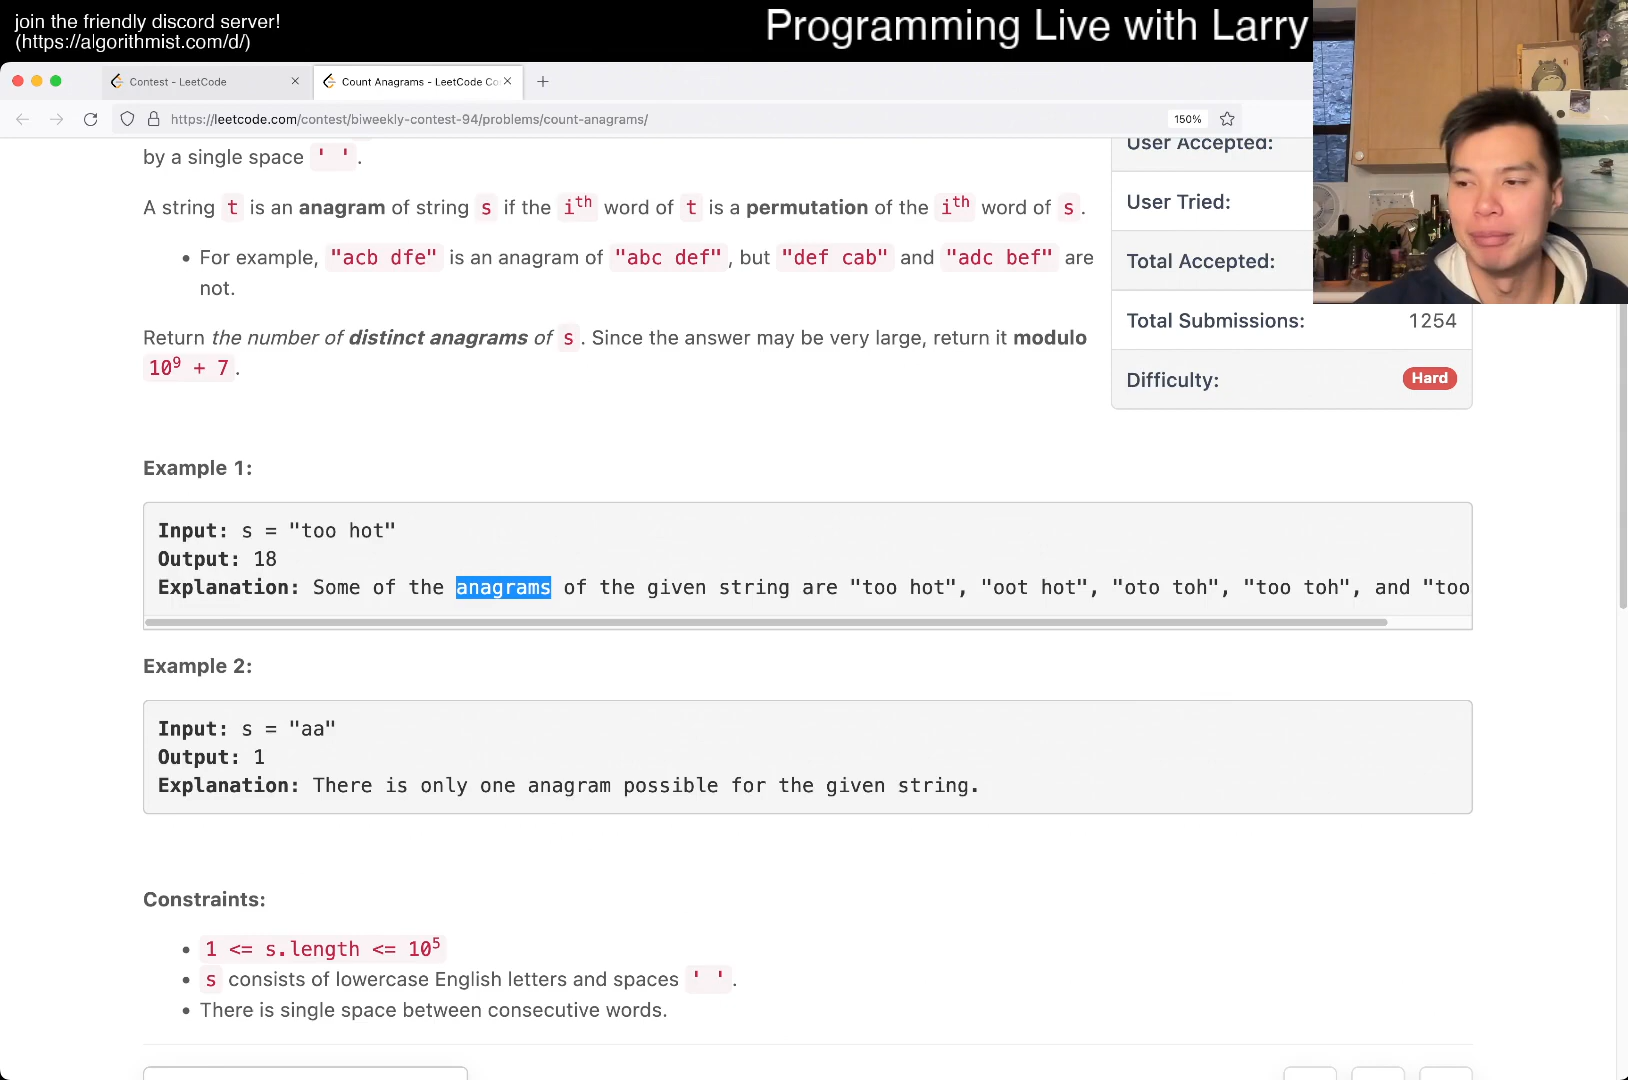 join the friendly discord server!
(https://algorithmist.com/d/)
Programming Live with Larry
Contest - LeetCode
Count Anagrams - LeetCode Co
https://leetcode.com/contest/biweekly-contest-94/problems/count-anagrams/
150%
by a single space ' '.
A string t is an anagram of string s if the ith word of t is a permutation of the ith word of s.
• For example, "acb dfe" is an anagram of "abc def", but "def cab" and "adc bef" are
not.
Return the number of distinct anagrams of s. Since the answer may be very large, return it modulo
10^9 + 7.
User Accepted:
User Tried:
Total Accepted:
Total Submissions: 1254
Difficulty: Hard
Example 1:
Input: s = "too hot"
Output: 18
Explanation: Some of the anagrams of the given string are "too hot", "oot hot", "oto toh", "too toh", and "too
Example 2:
Input: s = "aa"
Output: 1
Explanation: There is only one anagram possible for the given string.
Constraints:
• 1 <= s.length <= 10^5
• s consists of lowercase English letters and spaces ' '.
• There is single space between consecutive words.